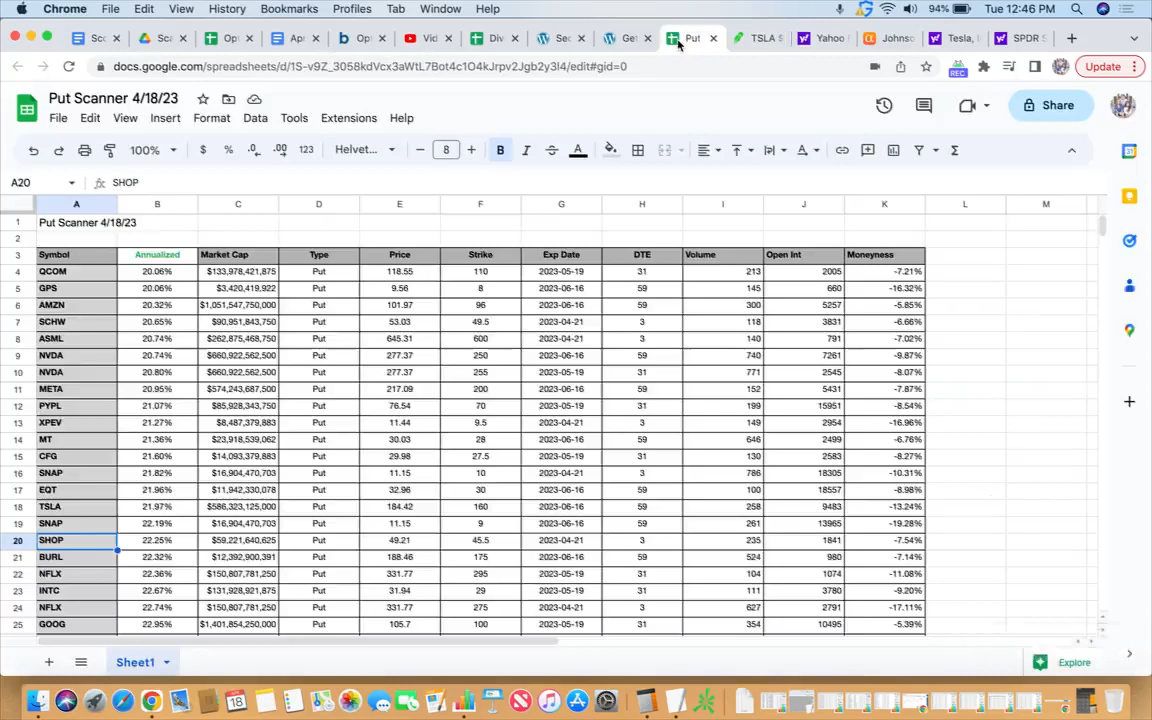 Chrome File Edit View History Bookmarks Profiles Tab Window Help 94% Tue 12:46 PM
Sco Sca Opt Apr Opt Vid Div Sec Get Put TSLA S Yahoo Johnso Tesla, SPDR S
docs.google.com/spreadsheets/d/1S-v9Z_3058kdVcx3aWtL7Bot4c1O4kJrpv2Jgb2y3l4/edit#gid=0 REC Update
Put Scanner 4/18/23
File Edit View Insert Format Data Tools Extensions Help Share
100% $ % .0 .00 123 Helvet... 8 B I A
A20 fx SHOP
A B C D E F G H I J K L M
1 Put Scanner 4/18/23
2
3 Symbol Annualized Market Cap Type Price Strike Exp Date DTE Volume Open Int Moneyness
4 QCOM 20.06% $133,978,421,875 Put 118.55 110 2023-05-19 31 213 2005 -7.21%
5 GPS 20.06% $3,420,419,922 Put 9.56 8 2023-06-16 59 145 660 -16.32%
6 AMZN 20.32% $1,051,547,750,000 Put 101.97 96 2023-06-16 59 300 5257 -5.85%
7 SCHW 20.65% $90,951,843,750 Put 53.03 49.5 2023-04-21 3 118 3831 -6.66%
8 ASML 20.74% $262,875,468,750 Put 645.31 600 2023-04-21 3 140 791 -7.02%
9 NVDA 20.74% $660,922,562,500 Put 277.37 250 2023-06-16 59 740 7261 -9.87%
10 NVDA 20.80% $660,922,562,500 Put 277.37 255 2023-05-19 31 771 2545 -8.07%
11 META 20.95% $574,243,687,500 Put 217.09 200 2023-06-16 59 152 5431 -7.87%
12 PYPL 21.07% $85,928,343,750 Put 76.54 70 2023-05-19 31 199 15951 -8.54%
13 XPEV 21.27% $8,487,379,883 Put 11.44 9.5 2023-05-19 31 149 2954 -16.96%
14 MT 21.36% $23,918,539,062 Put 30.03 28 2023-06-16 59 646 2499 -6.76%
15 CFG 21.60% $14,093,379,883 Put 29.98 27.5 2023-05-19 31 130 2583 -8.27%
16 SNAP 21.82% $16,904,470,703 Put 11.15 10 2023-04-21 3 786 18305 -10.31%
17 EQT 21.96% $11,942,330,078 Put 32.96 30 2023-06-16 59 100 18557 -8.98%
18 TSLA 21.97% $586,323,125,000 Put 184.42 160 2023-06-16 59 258 9483 -13.24%
19 SNAP 22.19% $16,904,470,703 Put 11.15 9 2023-06-16 59 261 13965 -19.28%
20 SHOP 22.25% $59,221,640,625 Put 49.21 45.5 2023-04-21 3 235 1841 -7.54%
21 BURL 22.32% $12,392,900,391 Put 188.46 175 2023-06-16 59 524 980 -7.14%
22 NFLX 22.36% $150,807,781,250 Put 331.77 295 2023-05-19 31 104 1074 -11.08%
23 INTC 22.67% $131,928,921,875 Put 31.94 29 2023-05-19 31 111 3780 -9.20%
24 NFLX 22.74% $150,807,781,250 Put 331.77 275 2023-04-21 3 627 2791 -17.11%
25 GOOG 22.95% $1,401,854,250,000 Put 105.7 100 2023-05-19 31 354 10495 -5.39%
Sheet1 Explore
18